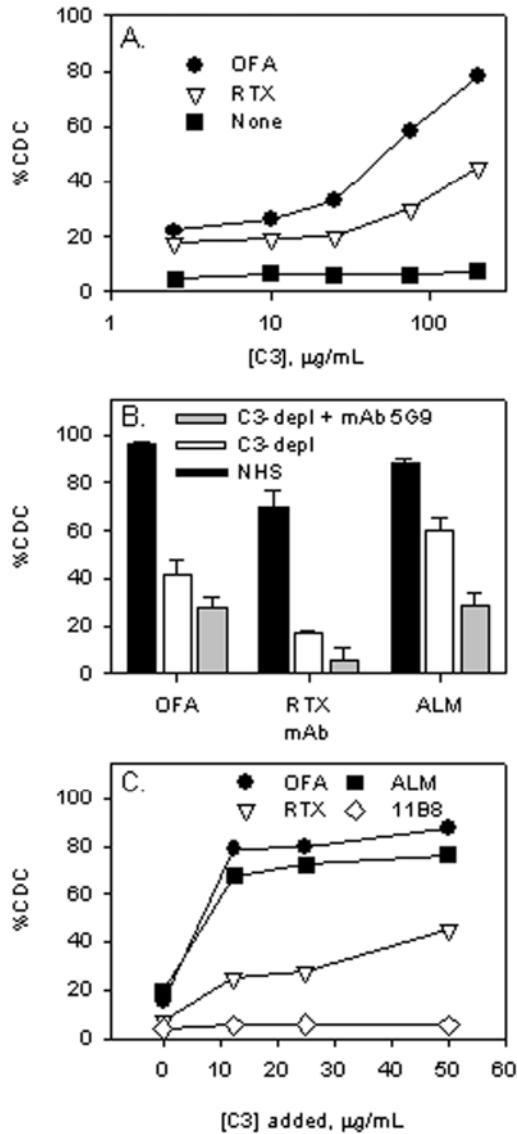 100
A.
OFA
80
RTX
None
60
%CDC
40
20
0
1
10
100
[C3], µg/mL
B.
C3-depl + mAb 5G9
100
C3-depl
NHS
80
60
%CDC
40
20
0
OFA
RTX
ALM
mAb
C.
OFA
ALM
100
RTX
11B8
80
60
%CDC
40
20
0
0
10
20
30
40
50
60
[C3] added, µg/mL